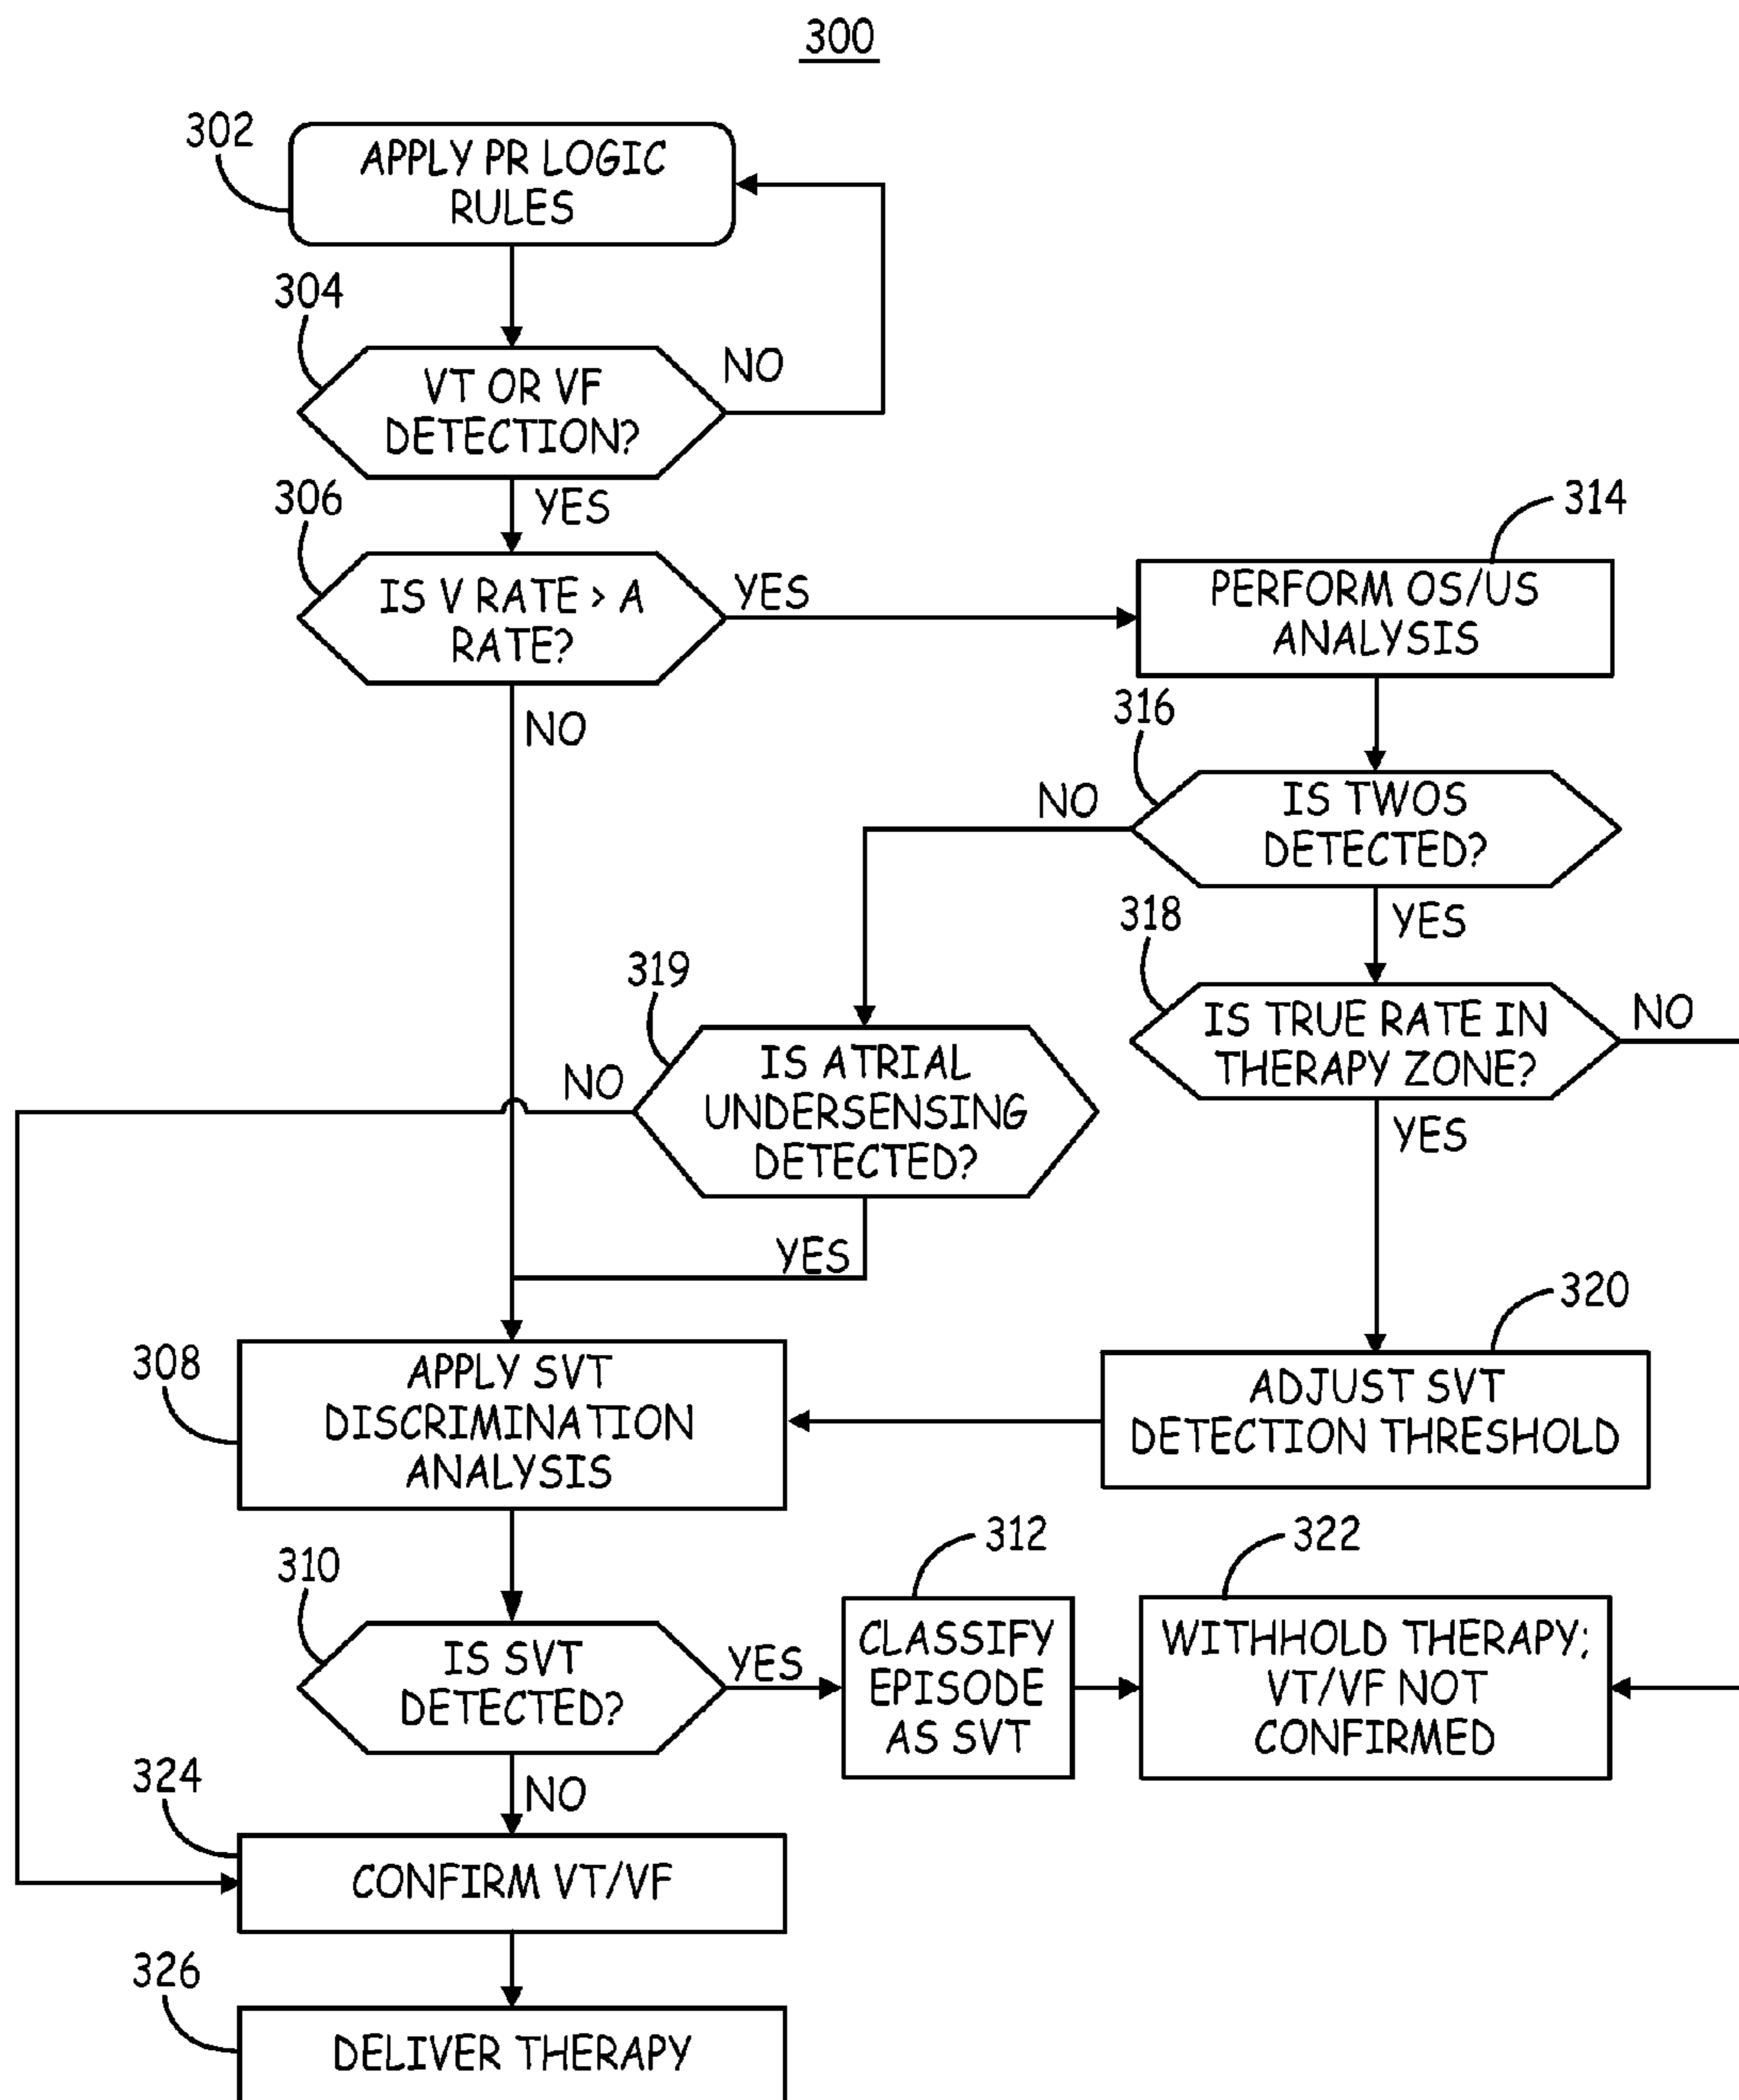 300
302
APPLY PR LOGIC
RULES
304
VT OR VF
DETECTION?
NO
YES
306
IS V RATE > A
RATE?
YES
NO
314
PERFORM OS/US
ANALYSIS
316
IS TWOS
DETECTED?
NO
YES
318
IS TRUE RATE IN
THERAPY ZONE?
NO
YES
319
IS ATRIAL
UNDERSENSING
DETECTED?
NO
YES
320
ADJUST SVT
DETECTION THRESHOLD
308
APPLY SVT
DISCRIMINATION
ANALYSIS
310
IS SVT
DETECTED?
YES
NO
312
CLASSIFY
EPISODE
AS SVT
322
WITHHOLD THERAPY;
VT/VF NOT
CONFIRMED
324
CONFIRM VT/VF
326
DELIVER THERAPY